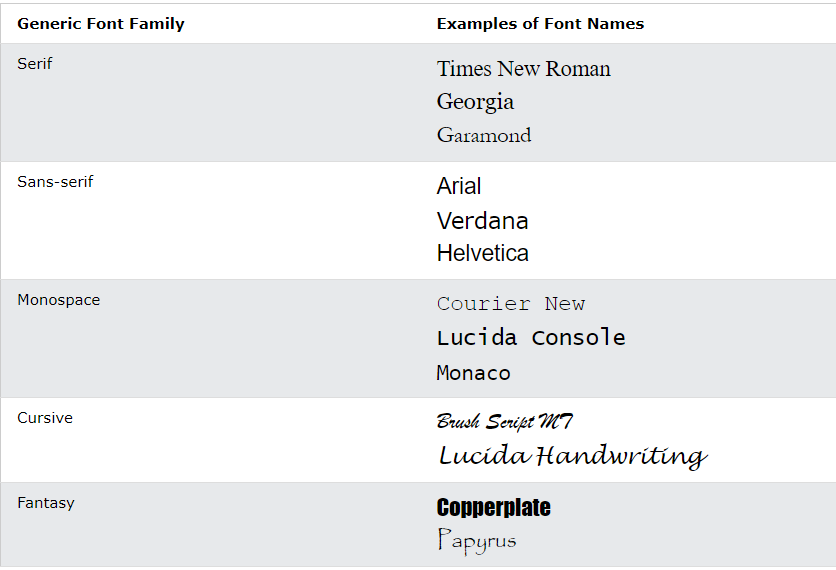 Generic Font Family Examples of Font Names
Serif Times New Roman
Georgia
Garamond
Sans-serif Arial
Verdana
Helvetica
Monospace Courier New
Lucida Console
Monaco
Cursive Brush Script MT
Lucida Handwriting
Fantasy Copperplate
Papyrus